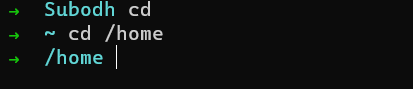 → Subodh cd
→ ~ cd /home
→ /home